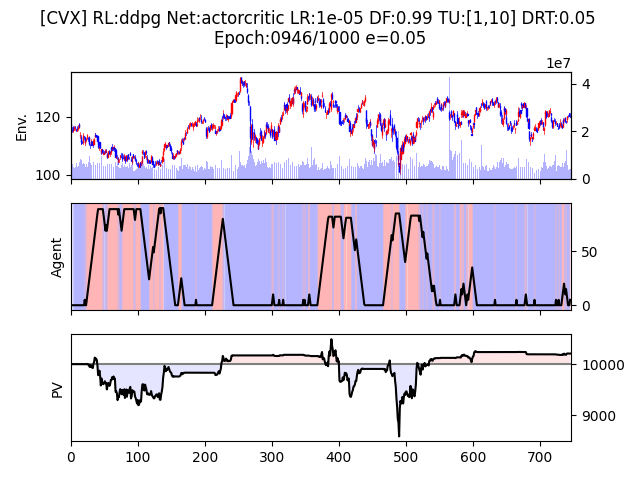 [CVX] RL:ddpg Net:actorcritic LR:1e-05 DF:0.99 TU:[1,10] DRT:0.05
Epoch:0946/1000 e=0.05
1e7
Env.
120
100
4
2
0
Agent
50
0
PV
10000
9000
0 100 200 300 400 500 600 700